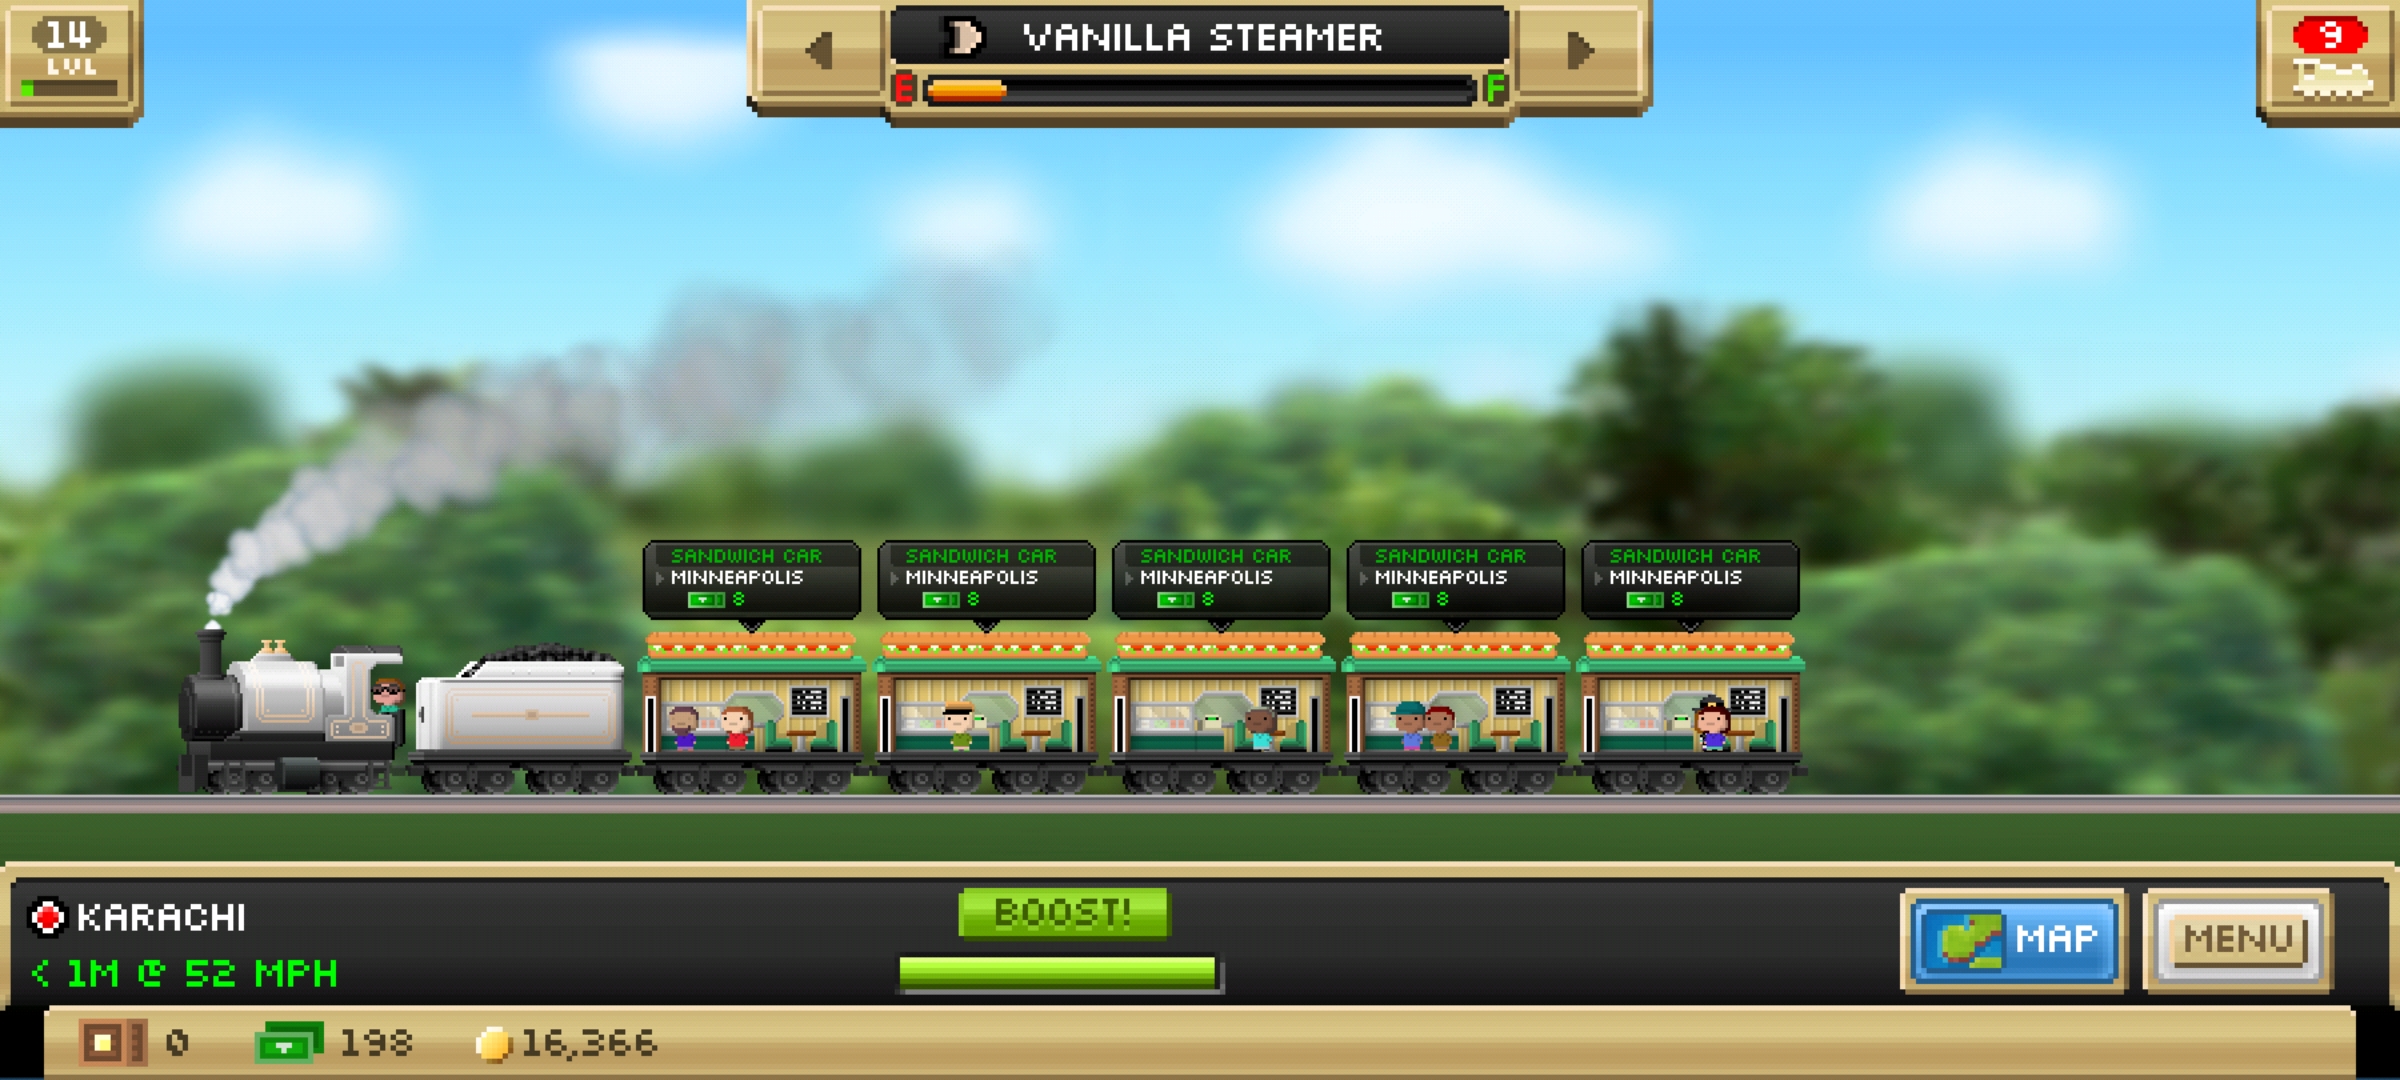 14
LVL
VANILLA STEAMER
E F
9
SANDWICH CAR
MINNEAPOLIS
8
SANDWICH CAR
MINNEAPOLIS
8
SANDWICH CAR
MINNEAPOLIS
8
SANDWICH CAR
MINNEAPOLIS
8
SANDWICH CAR
MINNEAPOLIS
8
KARACHI
< 1M @ 52 MPH
BOOST!
MAP
MENU
0
198
16,366